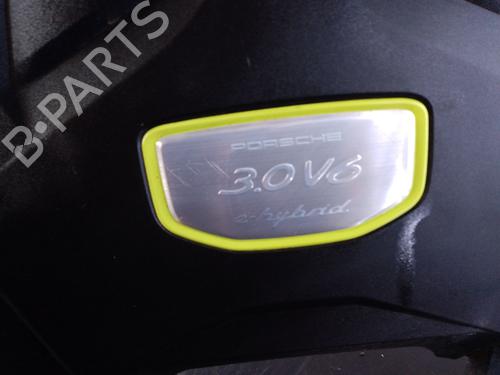 B-PARTS
PORSCHE
3.0 V6
e-hybrid.